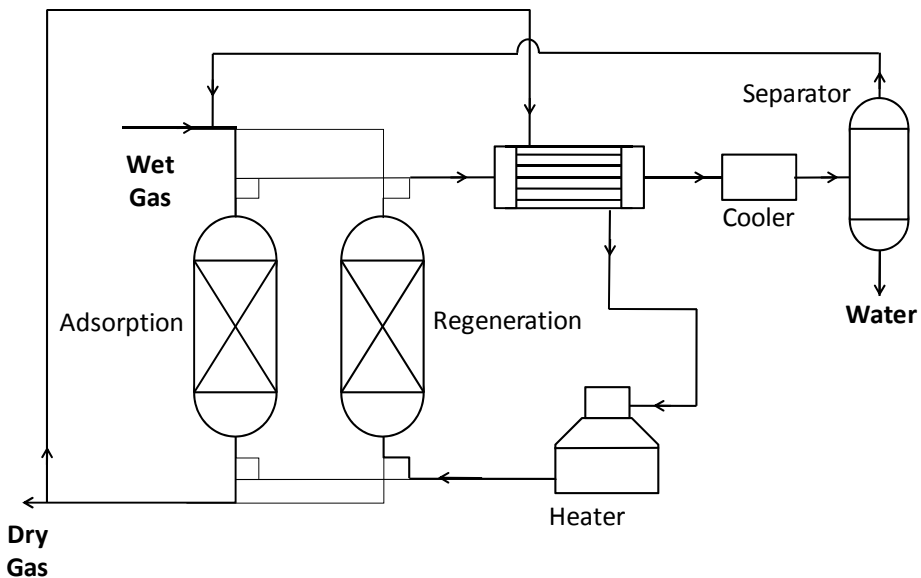 Separator
Wet
Gas
Cooler
Adsorption
Regeneration
Water
Heater
Dry
Gas